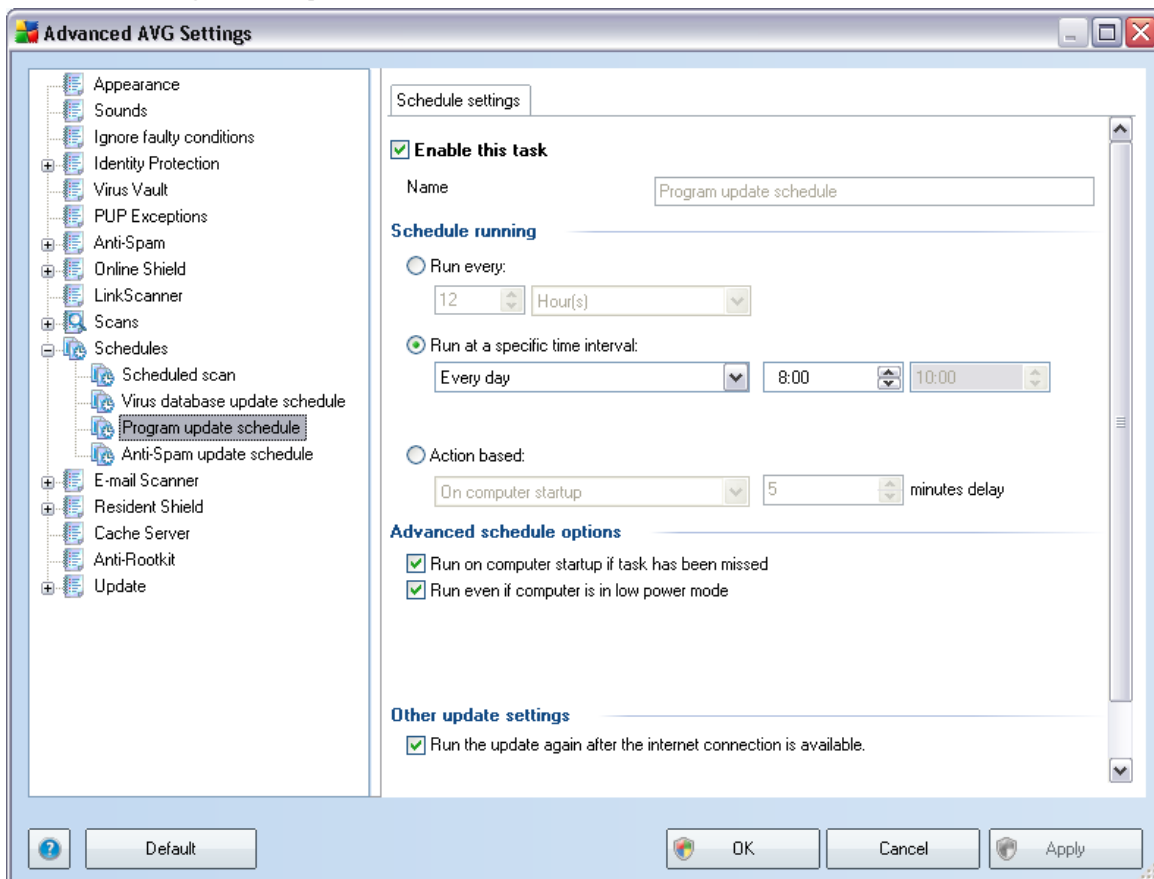 Advanced AVG Settings
Appearance
Sounds
Ignore faulty conditions
Identity Protection
Virus Vault
PUP Exceptions
Anti-Spam
Online Shield
LinkScanner
Scans
Schedules
Scheduled scan
Virus database update schedule
Program update schedule
Anti-Spam update schedule
E-mail Scanner
Resident Shield
Cache Server
Anti-Rootkit
Update
Schedule settings
Enable this task
Name Program update schedule
Schedule running
Run every:
12 Hour(s)
Run at a specific time interval:
Every day 8:00 10:00
Action based:
On computer startup 5 minutes delay
Advanced schedule options
Run on computer startup if task has been missed
Run even if computer is in low power mode
Other update settings
Run the update again after the internet connection is available.
? Default OK Cancel Apply